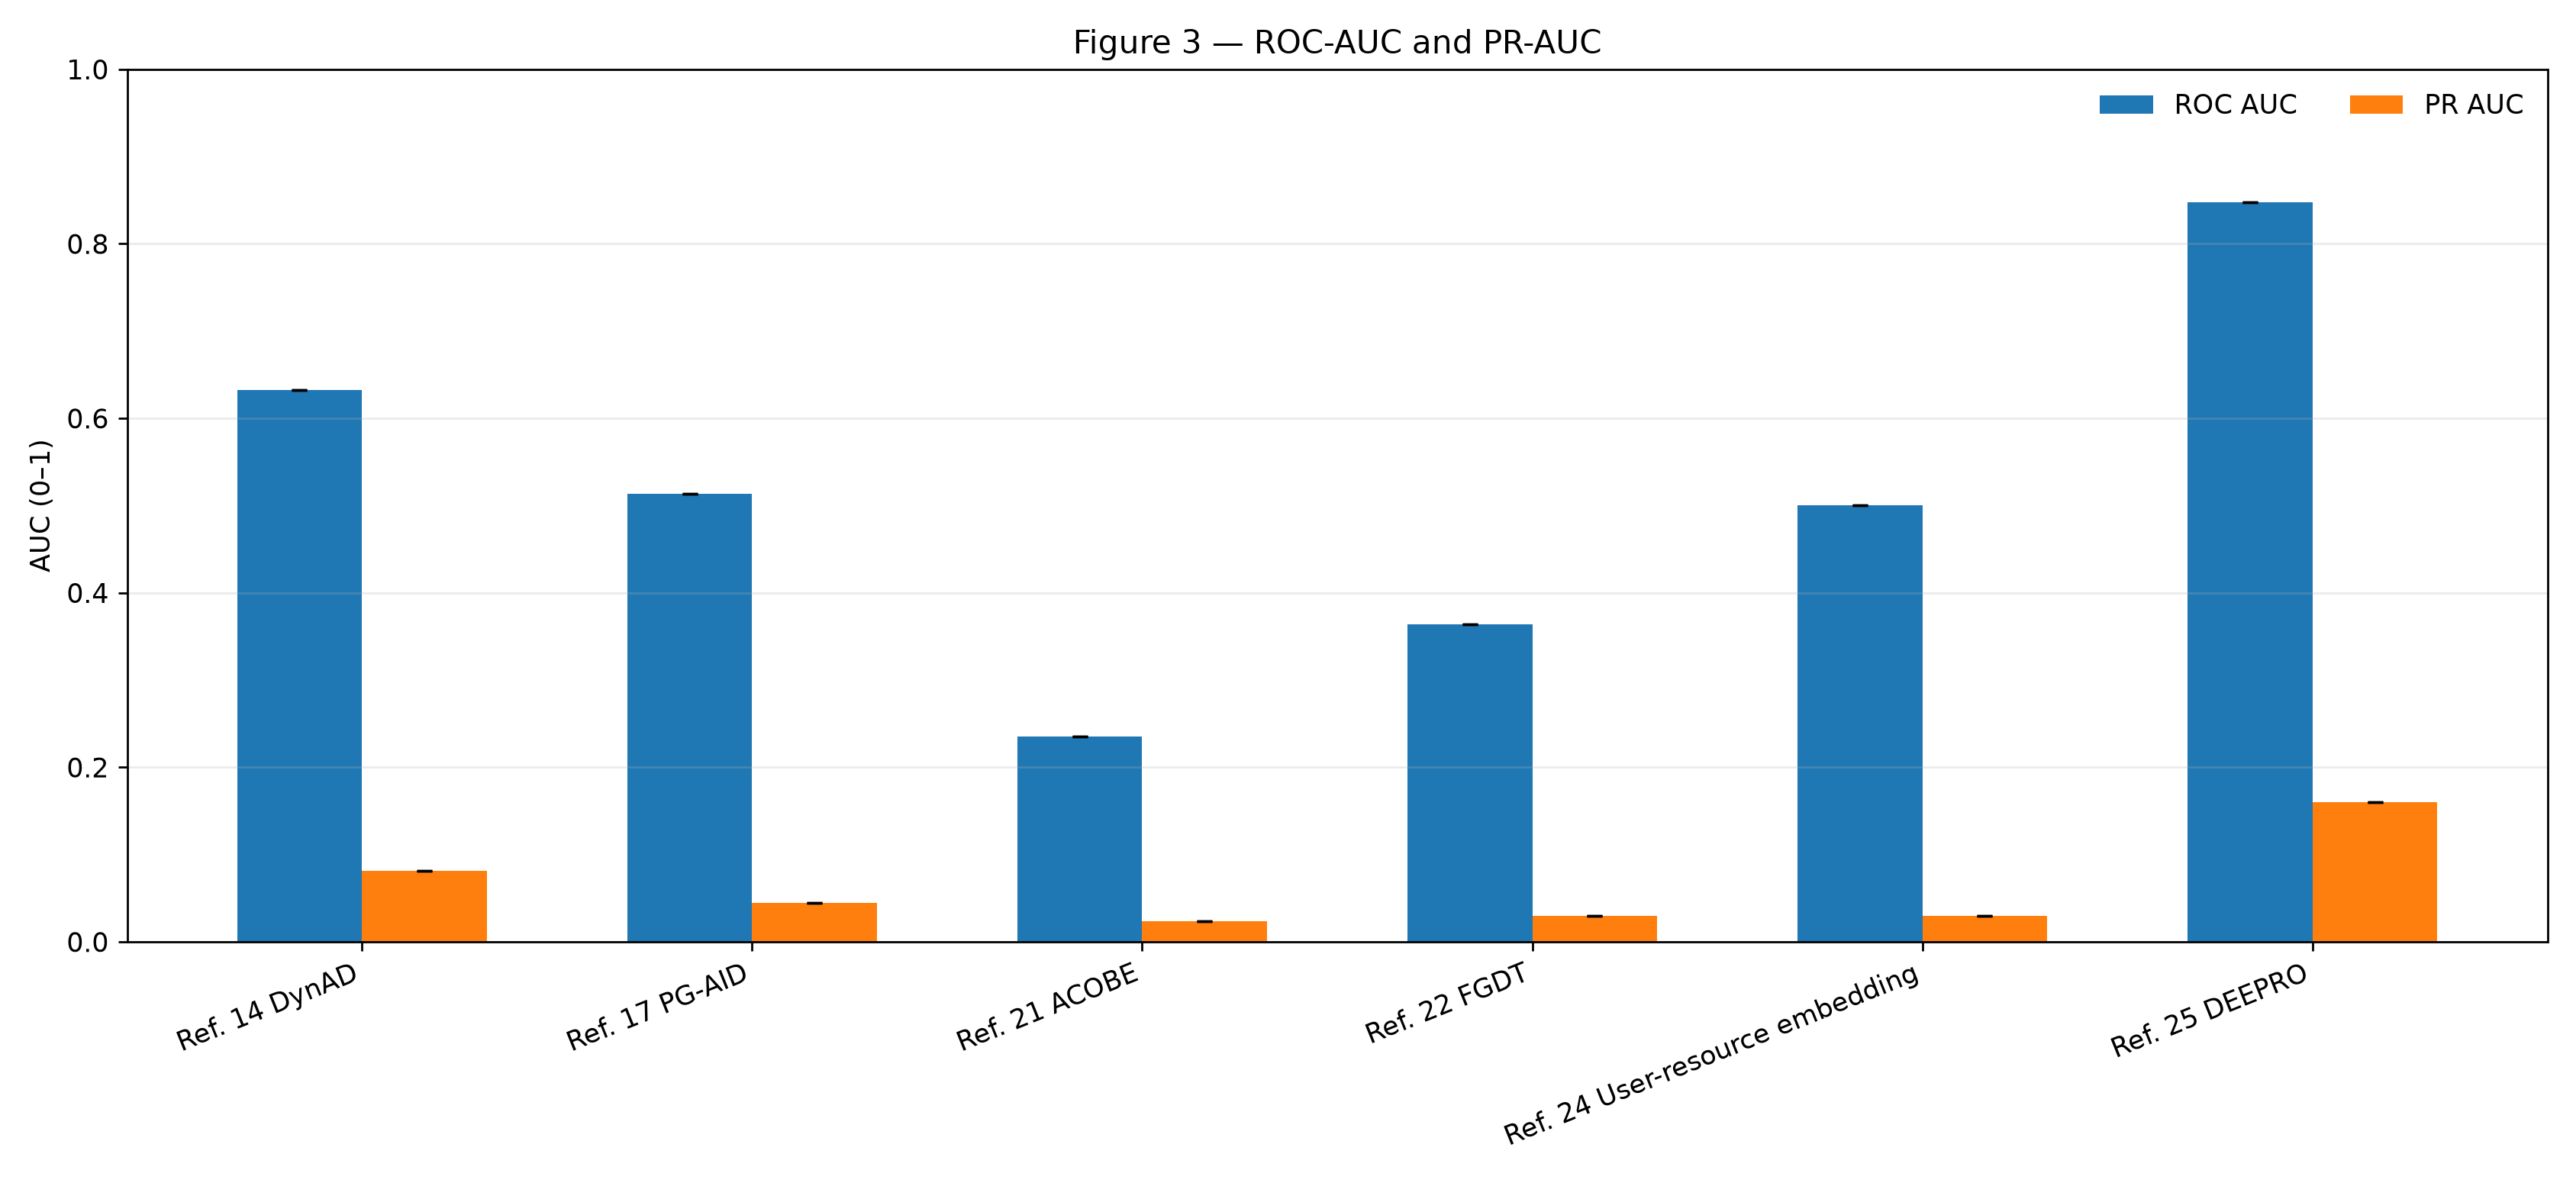 Figure 3 — ROC-AUC and PR-AUC
ROC AUC
PR AUC
AUC (0–1)
1.0
0.8
0.6
0.4
0.2
0.0
Ref. 14 DynAD
Ref. 17 PG-AID
Ref. 21 ACOBE
Ref. 22 FGDT
Ref. 24 User-resource embedding
Ref. 25 DEEPRO